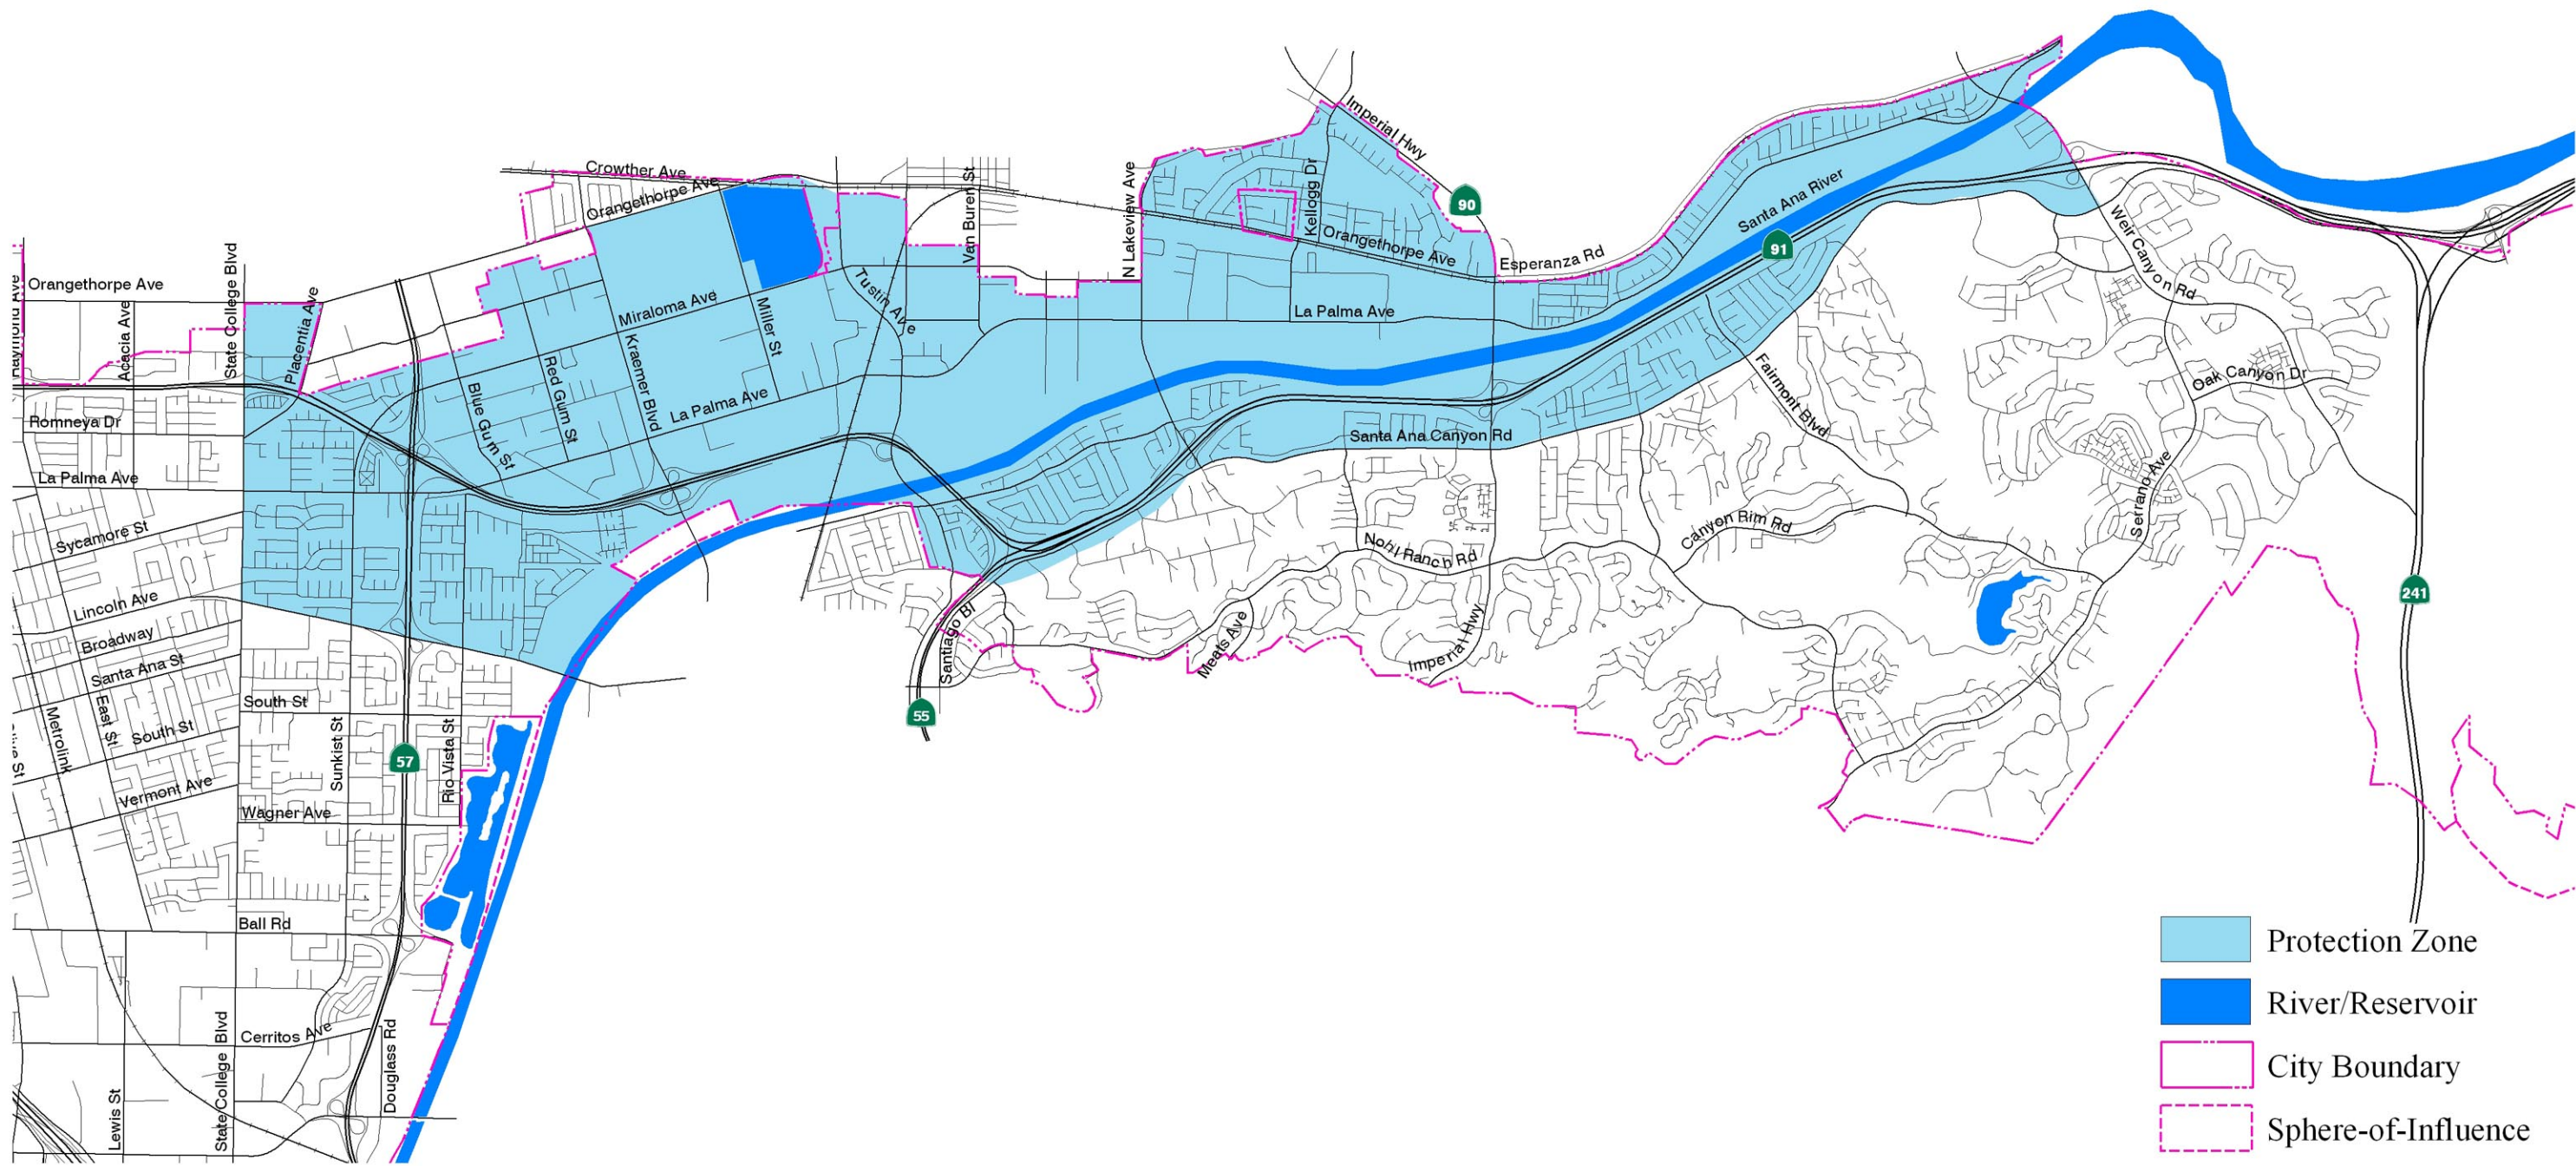 Crowther Ave
Orangethorpe Ave
Imperial Hwy
90
Kellogg Dr
N Lakeview Ave
Van Buren St
Orangethorpe Ave
Esperanza Rd
Santa Ana River
91
Weir Canyon Rd
Raymond Ave
Orangethorpe Ave
Acacia Ave
State College Blvd
Placentia Ave
Miraloma Ave
Miller St
Tustin Ave
La Palma Ave
Kraemer Blvd
Red Gum St
Blue Gum St
La Palma Ave
Fairmont Blvd
Oak Canyon Dr
Romneya Dr
Santa Ana Canyon Rd
La Palma Ave
Serrano Ave
Sycamore St
Canyon Rim Rd
Nohl Ranch Rd
Lincoln Ave
Broadway
Santa Ana St
Santiago Bl
Meats Ave
Imperial Hwy
241
South St
East St
South St
Metrolink
55
57
Sunkist St
Rio Vista St
Vermont Ave
Wagner Ave
Ball Rd
Cerritos Ave
Lewis St
State College Blvd
Douglass Rd
Protection Zone
River/Reservoir
City Boundary
Sphere-of-Influence